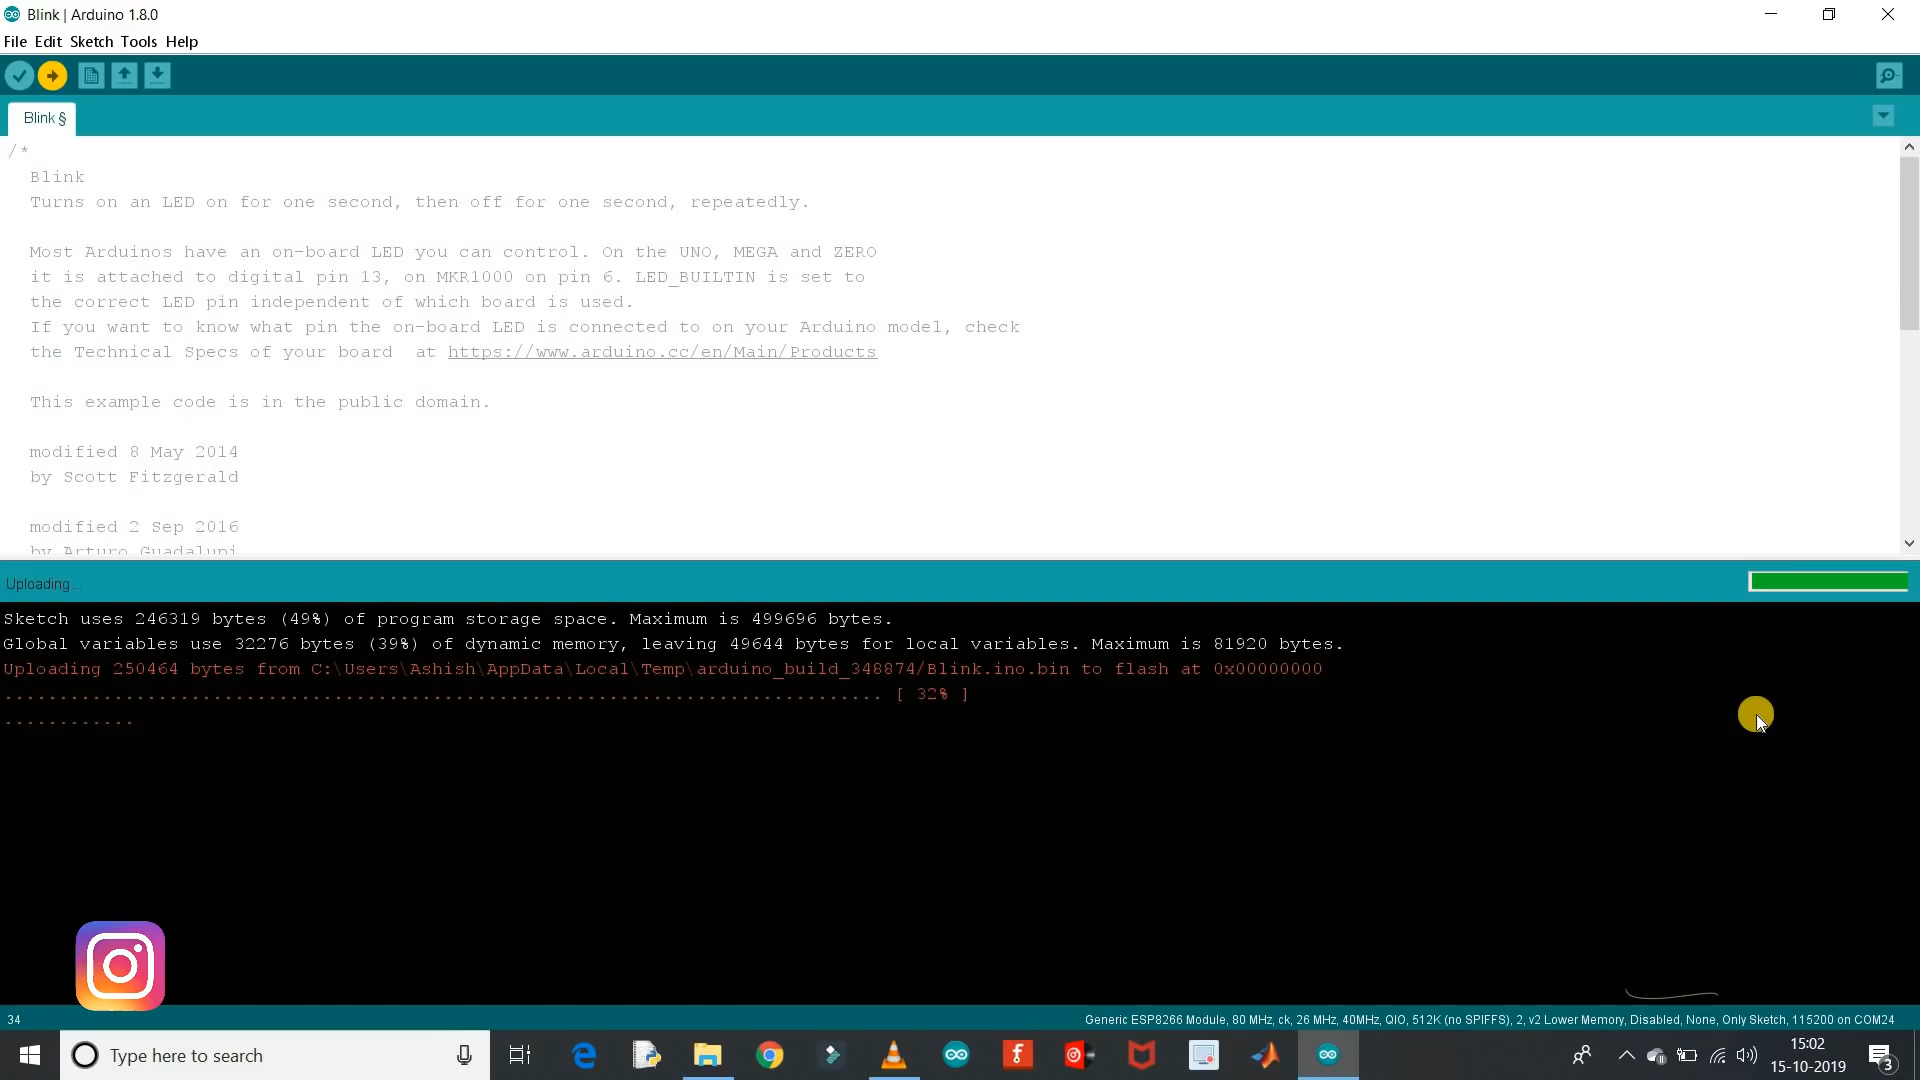 Blink | Arduino 1.8.0
File Edit Sketch Tools Help
Blink §
/*
Blink
Turns on an LED on for one second, then off for one second, repeatedly.
Most Arduinos have an on-board LED you can control. On the UNO, MEGA and ZERO
it is attached to digital pin 13, on MKR1000 on pin 6. LED_BUILTIN is set to
the correct LED pin independent of which board is used.
If you want to know what pin the on-board LED is connected to on your Arduino model, check
the Technical Specs of your board  at https://www.arduino.cc/en/Main/Products
This example code is in the public domain.
modified 8 May 2014
by Scott Fitzgerald
modified 2 Sep 2016
by Arturo Guadalupi
Uploading...
Sketch uses 246319 bytes (49%) of program storage space. Maximum is 499696 bytes.
Global variables use 32276 bytes (39%) of dynamic memory, leaving 49644 bytes for local variables. Maximum is 81920 bytes.
Uploading 250464 bytes from C:\Users\Ashish\AppData\Local\Temp\arduino_build_348874/Blink.ino.bin to flash at 0x00000000
................................................................................ [ 32% ]
............
34
Generic ESP8266 Module, 80 MHz, ck, 26 MHz, 40MHz, QIO, 512K (no SPIFFS), 2, v2 Lower Memory, Disabled, None, Only Sketch, 115200 on COM24
Type here to search
15:02
15-10-2019
3